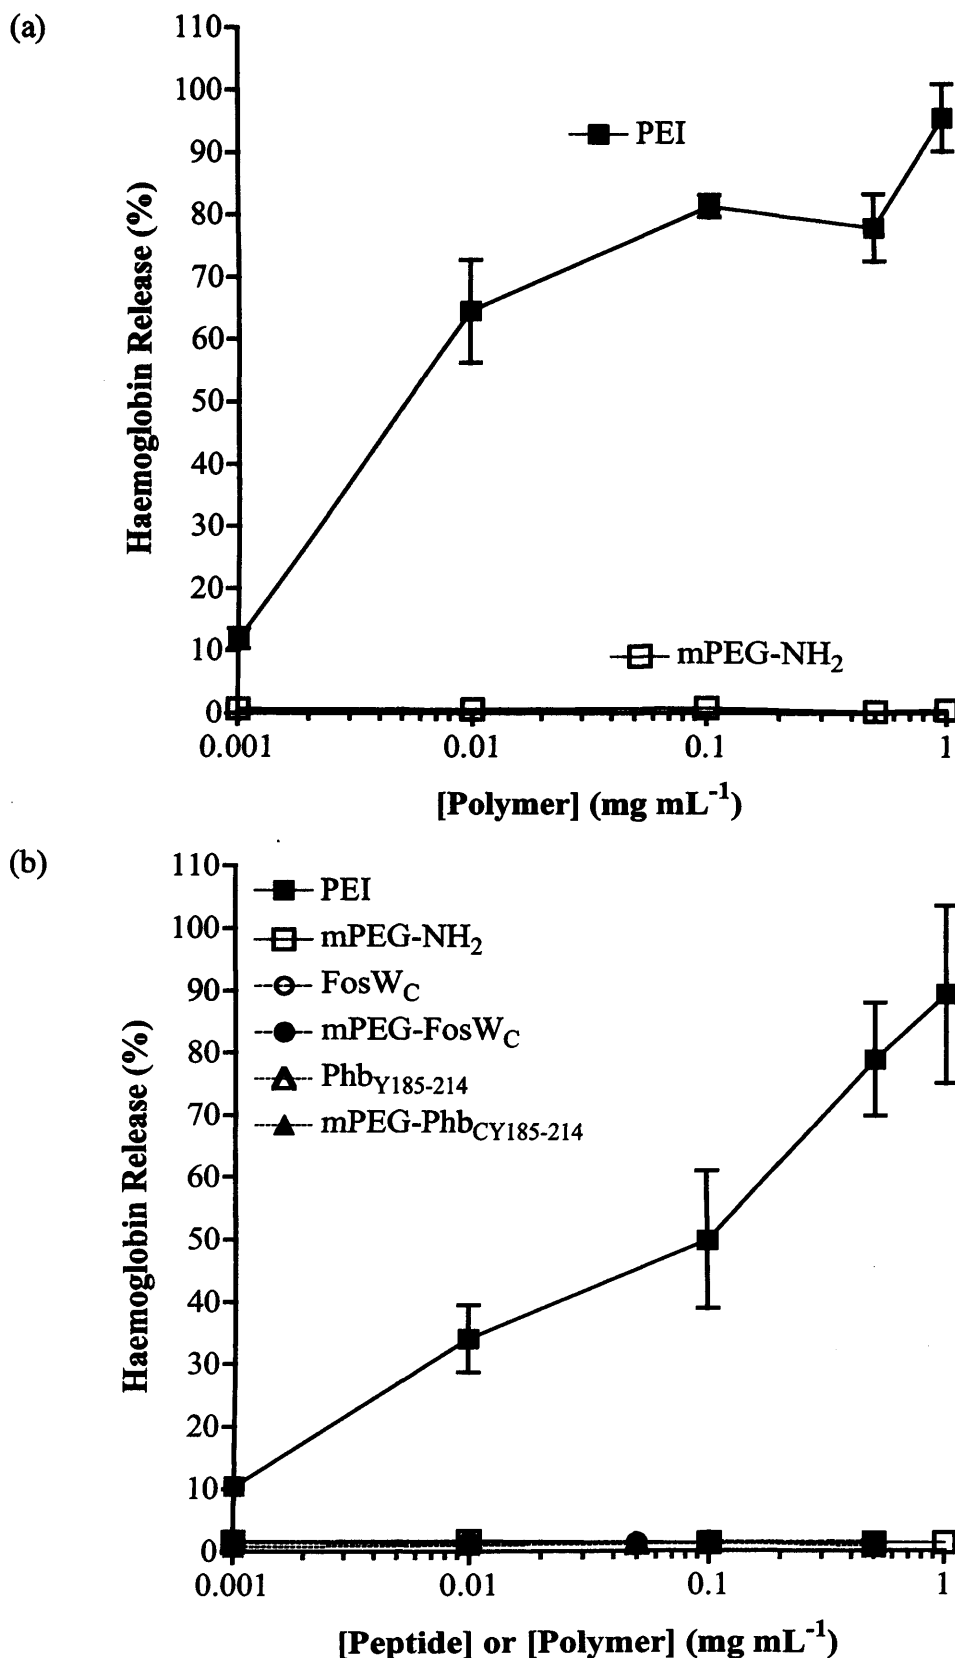 (a)
110
100
90
80
70
60
50
40
30
20
10
0
Haemoglobin Release (%)
PEI
mPEG-NH2
0.001 0.01 0.1 1
[Polymer] (mg mL-1)
(b)
110
100
90
80
70
60
50
40
30
20
10
0
Haemoglobin Release (%)
PEI
mPEG-NH2
FosWC
mPEG-FosWC
PhbY185-214
mPEG-PhbCY185-214
0.001 0.01 0.1 1
[Peptide] or [Polymer] (mg mL-1)